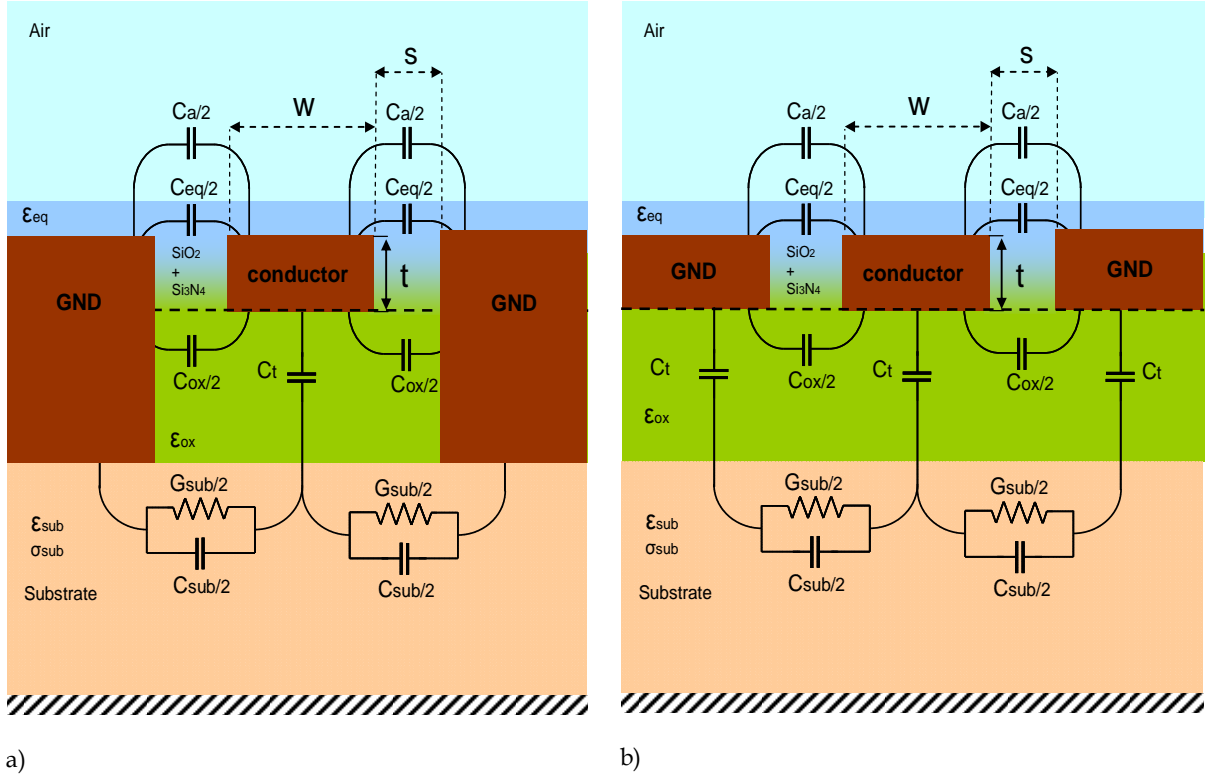 Air
S
W
Ca/2
Ca/2
Ceq/2
Ceq/2
εeq
SiO2
+
Si3N4
conductor
t
GND
GND
Cox/2
Ct
Cox/2
εox
Gsub/2
Gsub/2
εsub
σsub
Csub/2
Csub/2
Substrate
a)
Air
S
W
Ca/2
Ca/2
Ceq/2
Ceq/2
εeq
SiO2
+
Si3N4
GND
conductor
t
GND
Ct
Cox/2
Ct
Cox/2
Ct
εox
Gsub/2
Gsub/2
εsub
σsub
Csub/2
Csub/2
Substrate
b)